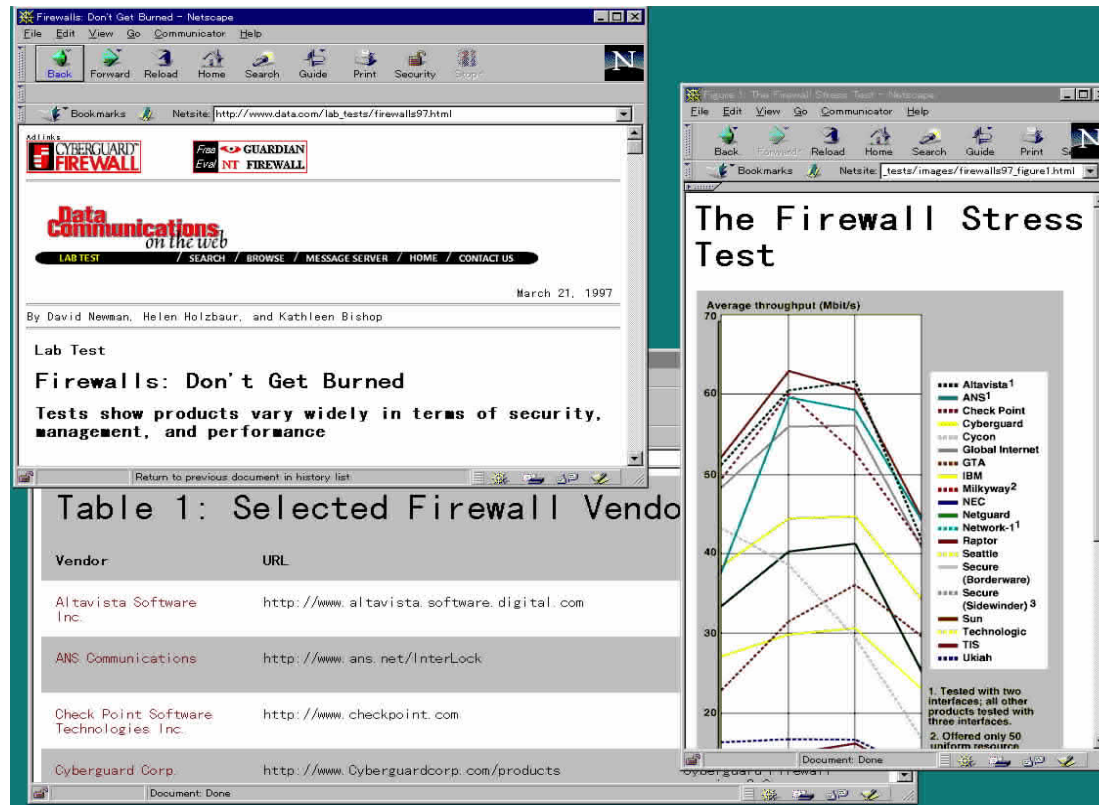 Firewalls: Don't Get Burned - Netscape
File Edit View Go Communicator Help
Back Forward Reload Home Search Guide Print Security Stop
N
Bookmarks Netsite: http://www.data.com/lab_tests/firewalls97.html
Adlinks
CYBERGUARD
FIREWALL
Free GUARDIAN
Eval NT FIREWALL
Data
Communications
on the web
LAB TEST / SEARCH / BROWSE / MESSAGE SERVER / HOME / CONTACT US
March 21, 1997
By David Newman, Helen Holzbaur, and Kathleen Bishop
Lab Test
Firewalls: Don't Get Burned
Tests show products vary widely in terms of security,
management, and performance
Return to previous document in history list
Table 1: Selected Firewall Vendo
Vendor URL
Altavista Software
Inc.
http://www.altavista.software.digital.com
ANS Communications http://www.ans.net/InterLock
Check Point Software
Technologies Inc.
http://www.checkpoint.com
Cyberguard Corp. http://www.Cyberguardcorp.com/products
Cyberguard Firewall
Document: Done
Figure 1: The Firewall Stress Test - Netscape
File Edit View Go Communicator Help
Back Forward Reload Home Search Guide Print
N
Bookmarks Netsite: _tests/images/firewalls97_figure1.html
The Firewall Stress
Test
Average throughput (Mbit/s)
70
60
50
40
30
20
Altavista1
ANS1
Check Point
Cyberguard
Cycon
Global Internet
GTA
IBM
Milkyway2
NEC
Netguard
Network-11
Raptor
Seattle
Secure
(Borderware)
Secure
(Sidewinder) 3
Sun
Technologic
TIS
Ukiah
1. Tested with two
interfaces; all other
products tested with
three interfaces.
2. Offered only 50
uniform resource
Document: Done